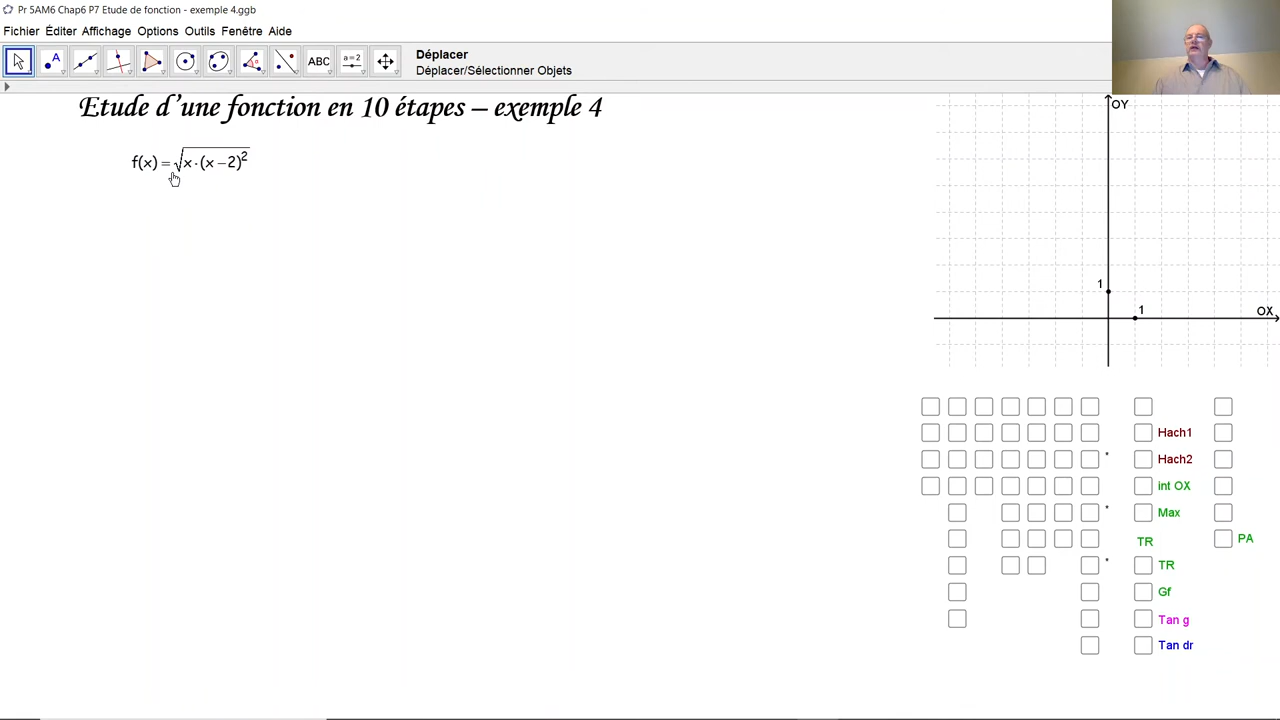 Pr 5AM6 Chap6 P7 Etude de fonction - exemple 4.ggb
Fichier Éditer Affichage Options Outils Fenêtre Aide
A ABC a=2
Déplacer
Déplacer/Sélectionner Objets
Etude d'une fonction en 10 étapes – exemple 4
f(x) = √x·(x−2)²
OY
1
1
OX
Hach1
* Hach2
int OX
* Max
TR
PA
* TR
Gf
Tan g
Tan dr